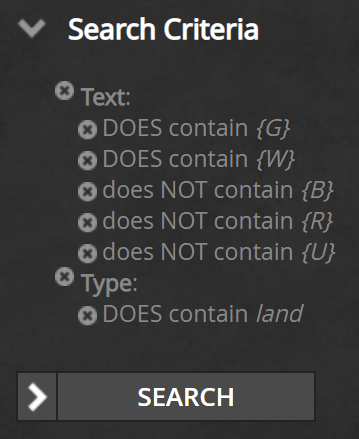 Search Criteria
Text:
DOES contain {G}
DOES contain {W}
does NOT contain {B}
does NOT contain {R}
does NOT contain {U}
Type:
DOES contain land
SEARCH